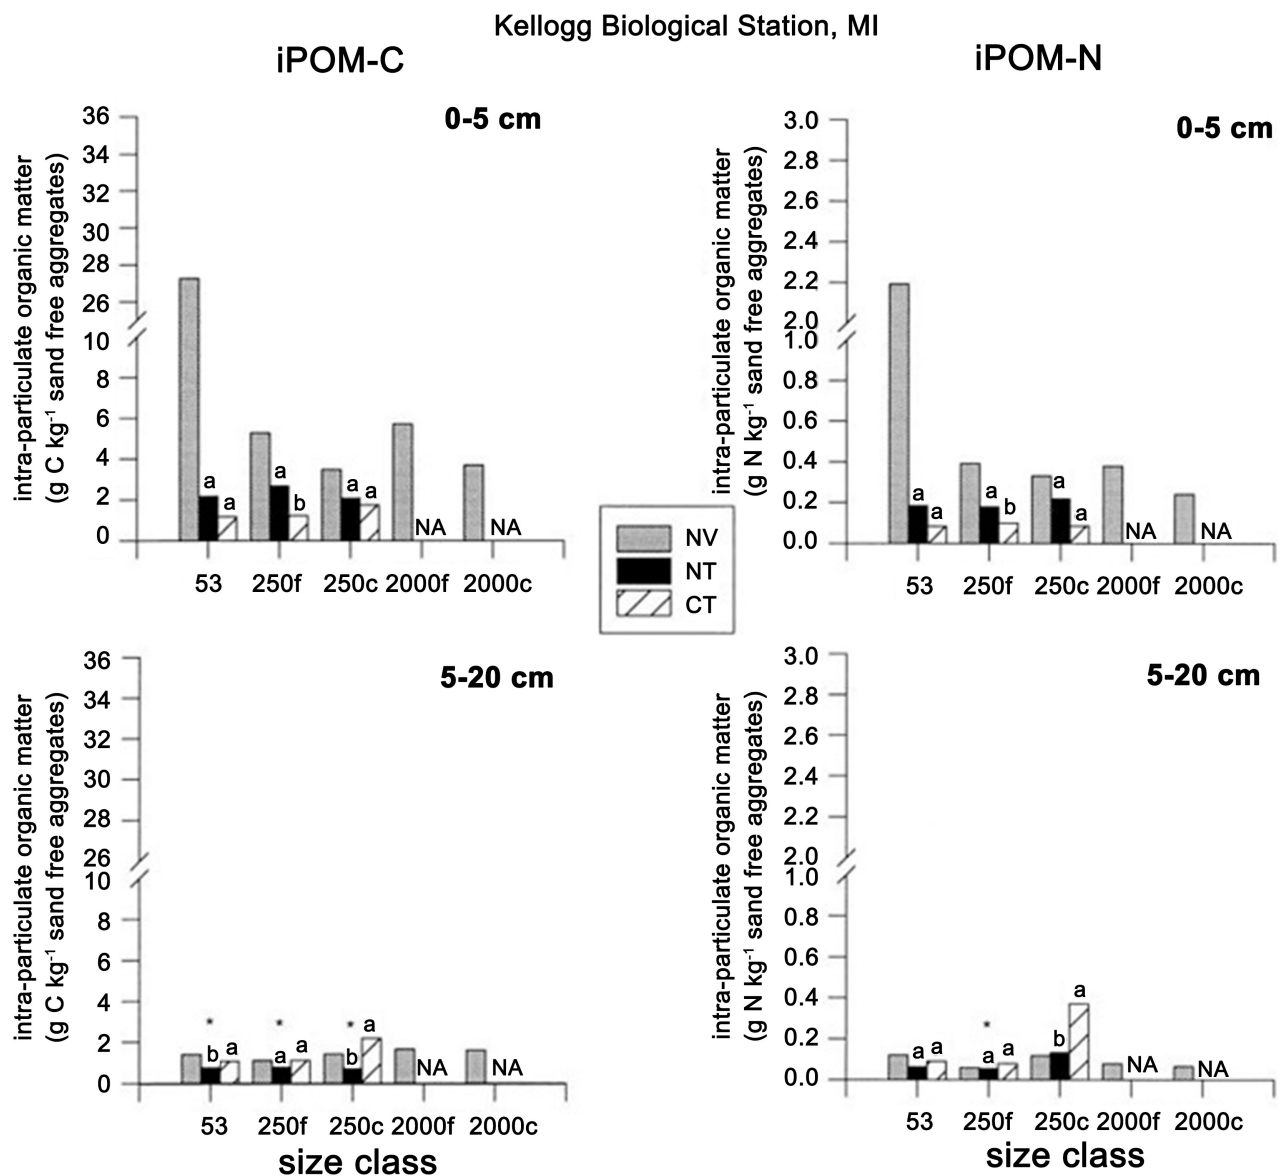 Kellogg Biological Station, MI
iPOM-C
iPOM-N
0-5 cm
intra-particulate organic matter
(g C kg⁻¹ sand free aggregates)
36
34
32
30
28
26
10
8
6
4
2
0
a
a
a
b
a
a
NA
NA
53 250f 250c 2000f 2000c
0-5 cm
intra-particulate organic matter
(g N kg⁻¹ sand free aggregates)
3.0
2.8
2.6
2.4
2.2
2.0
1.0
0.8
0.6
0.4
0.2
0.0
a
a
a
b
a
a
NA
NA
53 250f 250c 2000f 2000c
NV
NT
CT
5-20 cm
intra-particulate organic matter
(g C kg⁻¹ sand free aggregates)
36
34
32
30
28
26
10
8
6
4
2
0
* * *
b
a
a
a
b
a
NA
NA
53 250f 250c 2000f 2000c
size class
5-20 cm
intra-particulate organic matter
(g N kg⁻¹ sand free aggregates)
3.0
2.8
2.6
2.4
2.2
2.0
1.0
0.8
0.6
0.4
0.2
0.0
*
a
a
a
a
b
a
NA
NA
53 250f 250c 2000f 2000c
size class